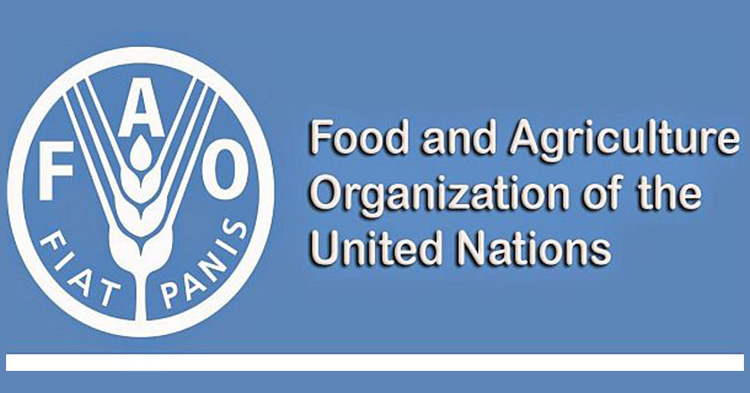 F A O
FIAT PANIS
Food and Agriculture
Organization of the
United Nations